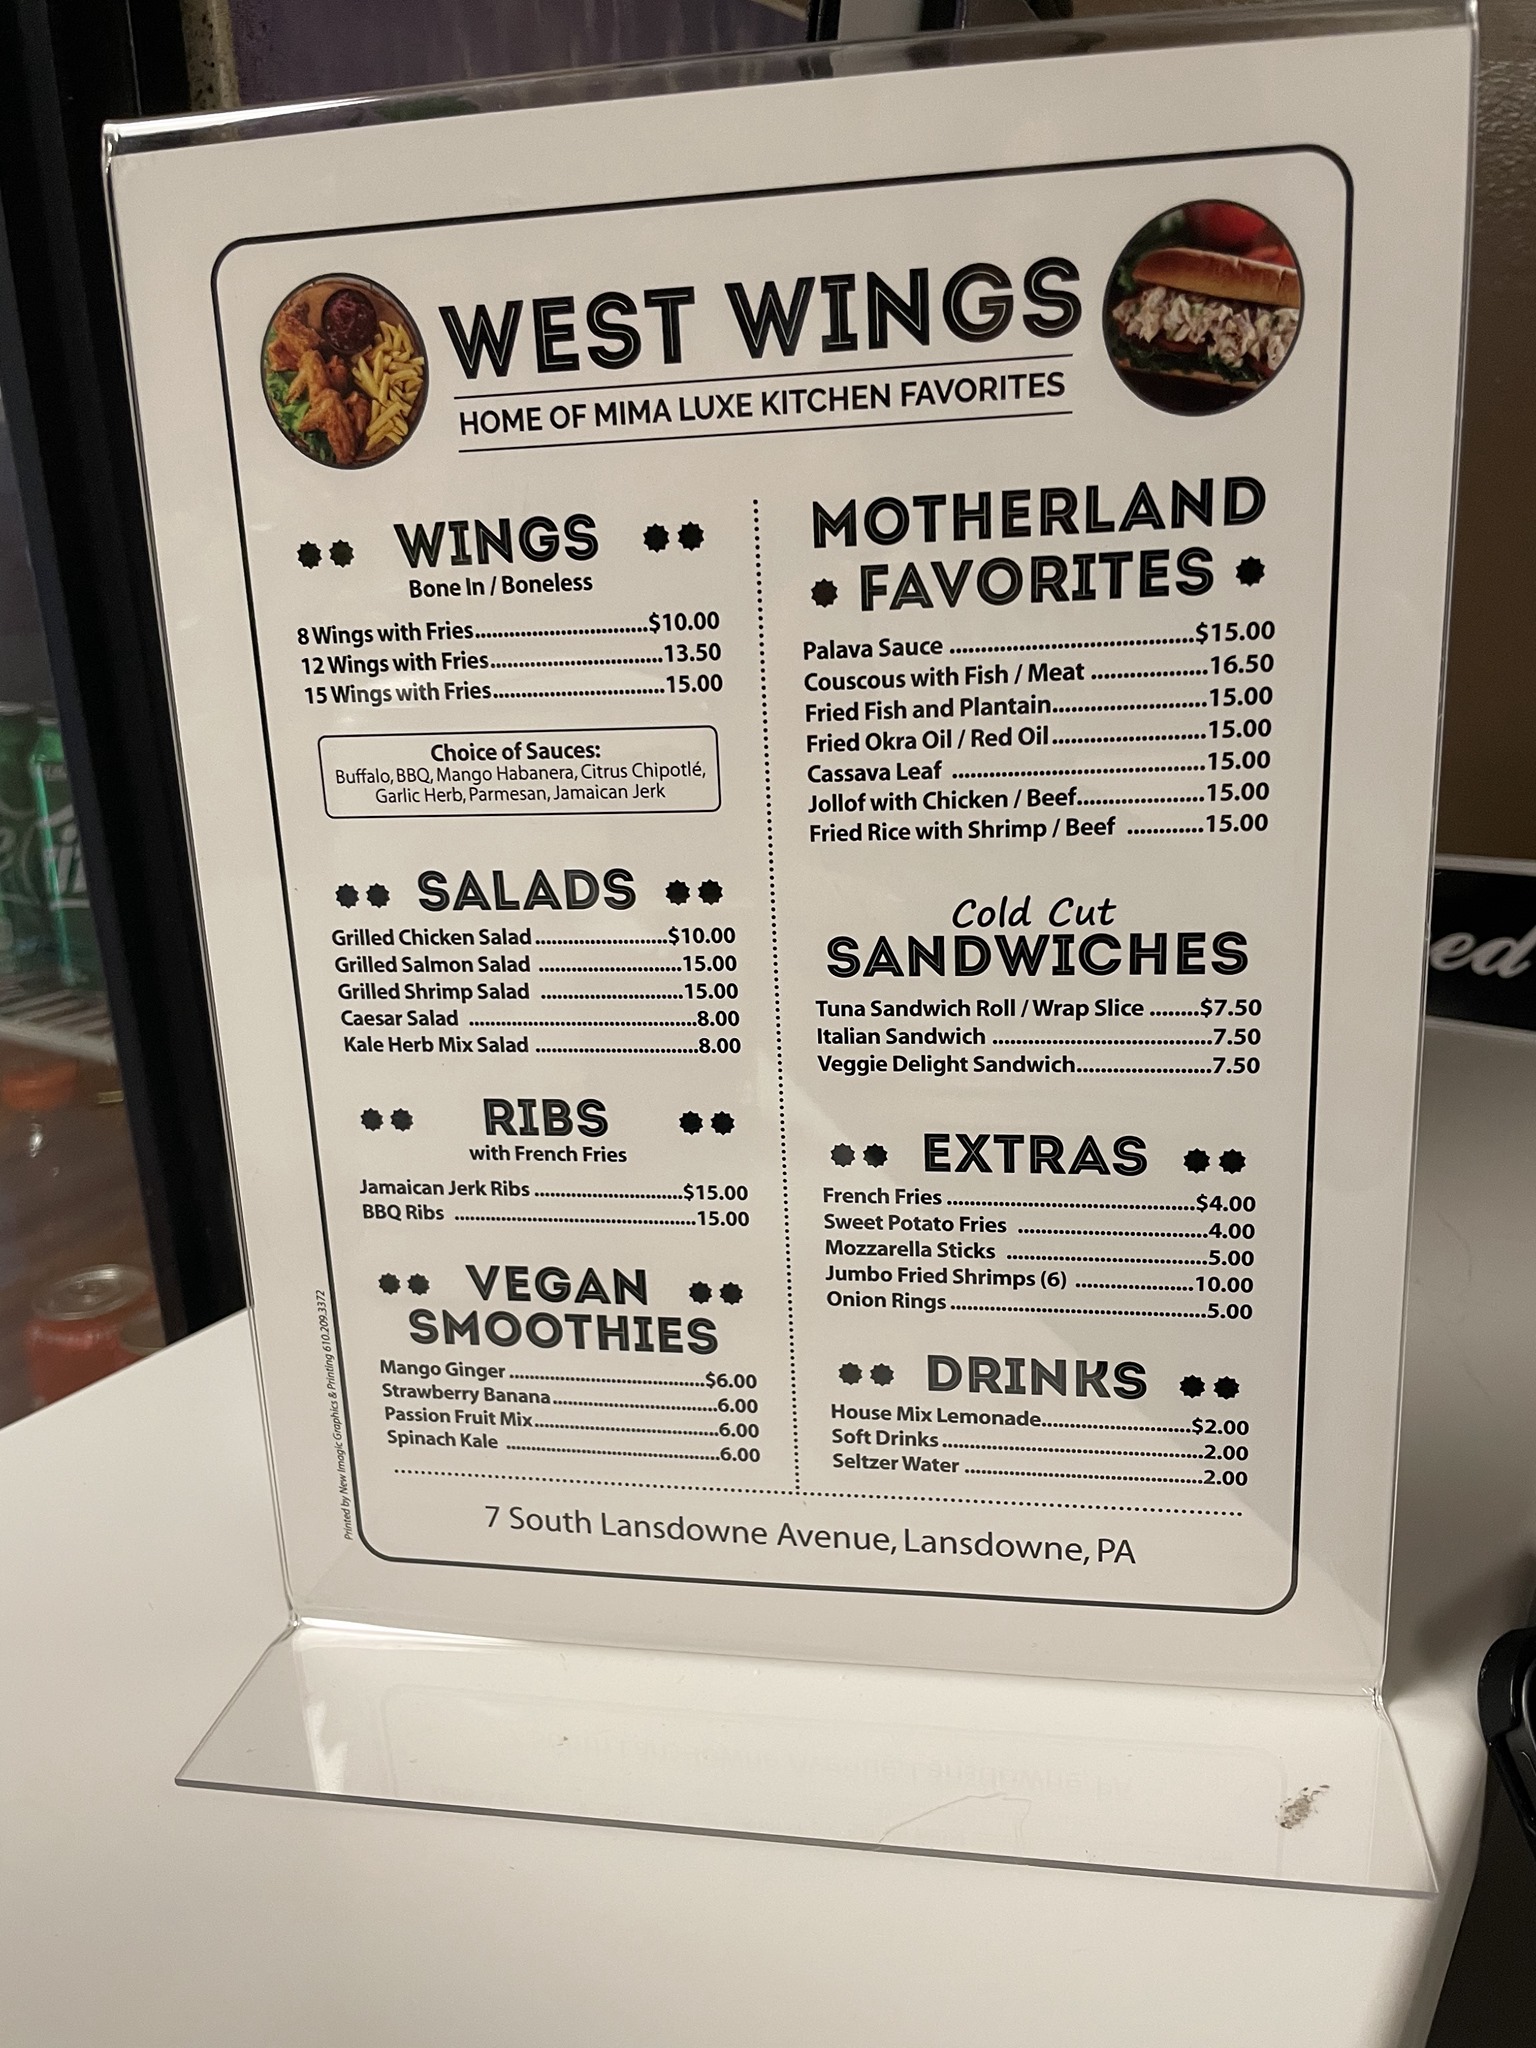 WEST WINGS
HOME OF MIMA LUXE KITCHEN FAVORITES
WINGS
Bone In / Boneless
8 Wings with Fries..............................$10.00
12 Wings with Fries..............................13.50
15 Wings with Fries..............................15.00
Choice of Sauces:
Buffalo, BBQ, Mango Habanera, Citrus Chipotlé,
Garlic Herb, Parmesan, Jamaican Jerk
SALADS
Grilled Chicken Salad........................$10.00
Grilled Salmon Salad ..........................15.00
Grilled Shrimp Salad ..........................15.00
Caesar Salad ..........................................8.00
Kale Herb Mix Salad ..............................8.00
RIBS
with French Fries
Jamaican Jerk Ribs ...........................$15.00
BBQ Ribs ............................................15.00
VEGAN
SMOOTHIES
Mango Ginger ....................................$6.00
Strawberry Banana..............................6.00
Passion Fruit Mix..................................6.00
Spinach Kale .......................................6.00
MOTHERLAND
FAVORITES
Palava Sauce ....................................$15.00
Couscous with Fish / Meat .................16.50
Fried Fish and Plantain.......................15.00
Fried Okra Oil / Red Oil.......................15.00
Cassava Leaf .....................................15.00
Jollof with Chicken / Beef...................15.00
Fried Rice with Shrimp / Beef ............15.00
Cold Cut
SANDWICHES
Tuna Sandwich Roll / Wrap Slice ........$7.50
Italian Sandwich ....................................7.50
Veggie Delight Sandwich........................7.50
EXTRAS
French Fries ...........................................$4.00
Sweet Potato Fries .................................4.00
Mozzarella Sticks ...................................5.00
Jumbo Fried Shrimps (6) .....................10.00
Onion Rings............................................5.00
DRINKS
House Mix Lemonade..........................$2.00
Soft Drinks.............................................2.00
Seltzer Water .........................................2.00
7 South Lansdowne Avenue, Lansdowne, PA
Printed by New Imagic Graphics & Printing 610.209.3372
ed